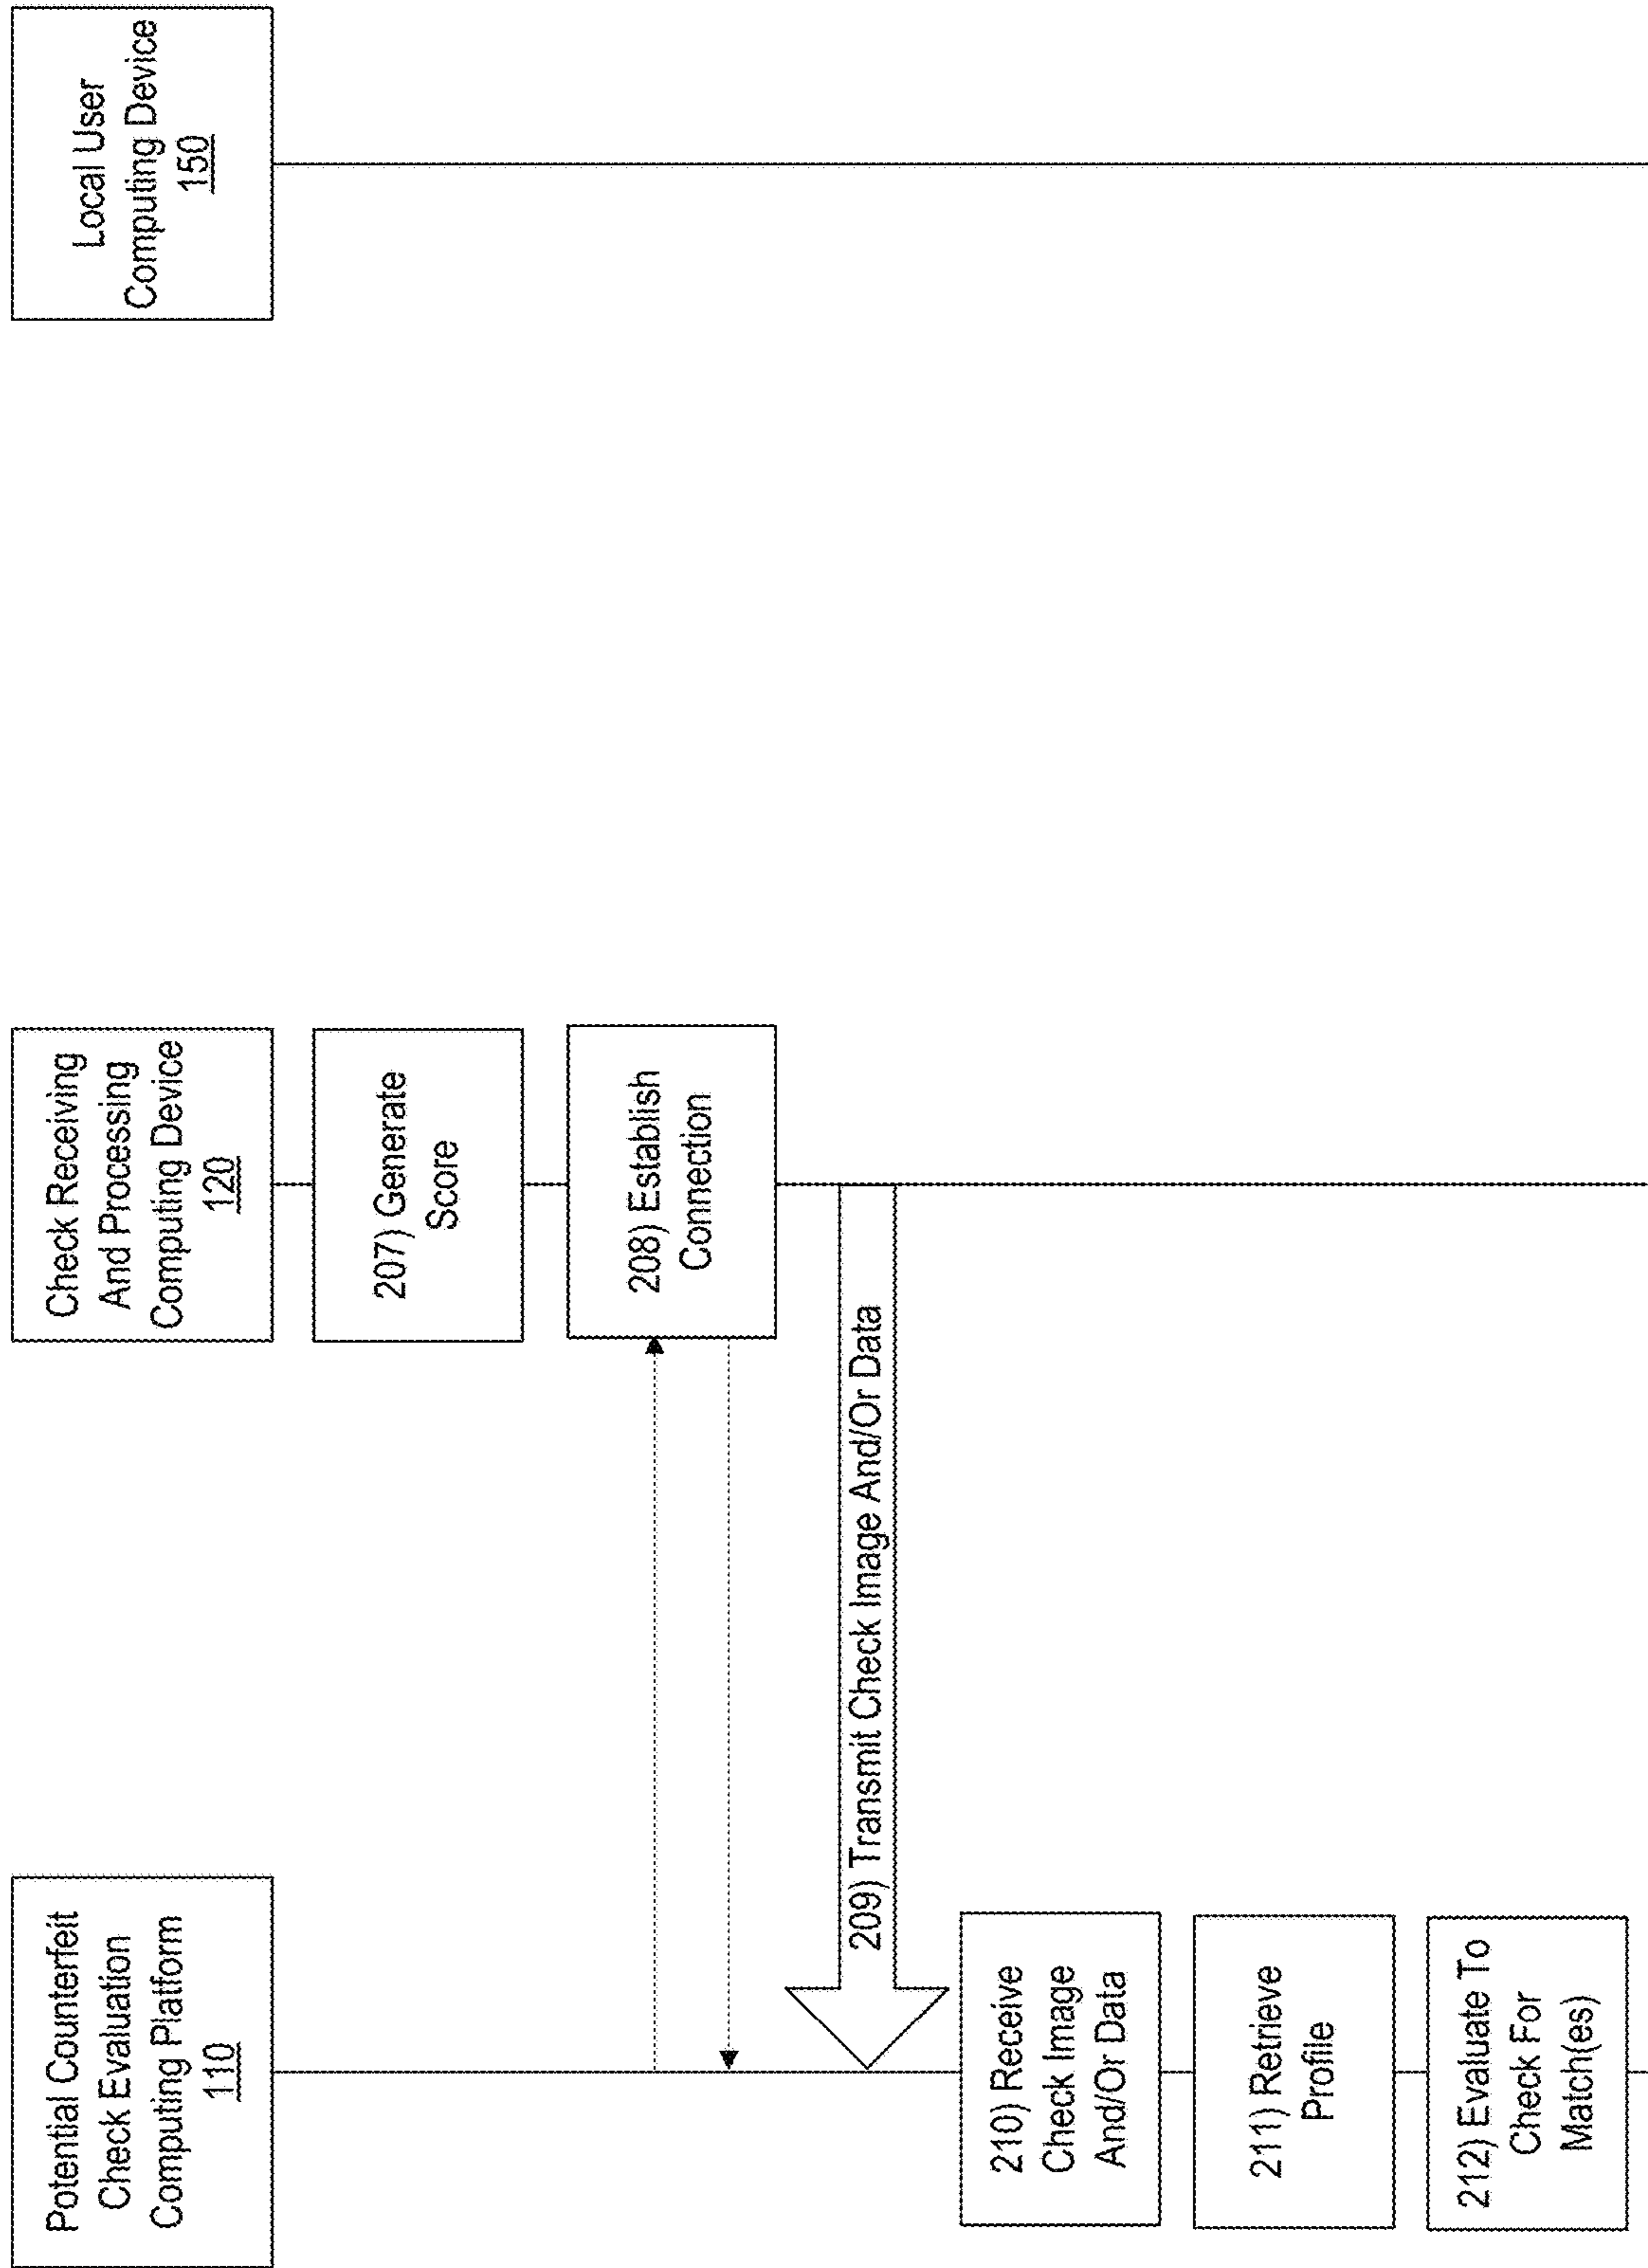 Potential Counterfeit
Check Evaluation
Computing Platform
110
Check Receiving
And Processing
Computing Device
120
Local User
Computing Device
150
207) Generate
Score
208) Establish
Connection
209) Transmit Check Image And/Or Data
210) Receive
Check Image
And/Or Data
211) Retrieve
Profile
212) Evaluate To
Check For
Match(es)